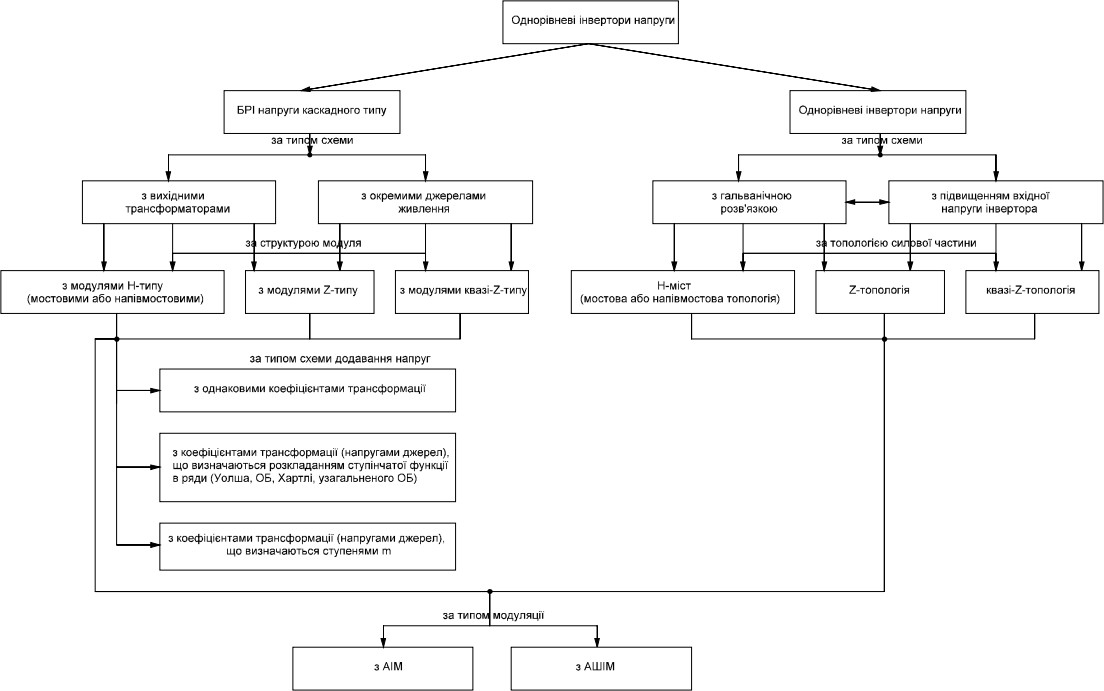 Однорівневі інвертори напруги
БРІ напруги каскадного типу
Однорівневі інвертори напруги
за типом схеми
за типом схеми
з вихідними
трансформаторами
з окремими джерелами
живлення
з гальванічною
розв'язкою
з підвищенням вхідної
напруги інвертора
за структурою модуля
за топологією силової частини
з модулями Н-типу
(мостовими або напівмостовими)
з модулями Z-типу
з модулями квазі-Z-типу
Н-міст
(мостова або напівмостова топологія)
Z-топологія
квазі-Z-топологія
за типом схеми додавання напруг
з однаковими коефіцієнтами трансформації
з коефіцієнтами трансформації (напругами джерел),
що визначаються розкладанням ступінчатої функції
в ряди (Уолша, ОБ, Хартлі, узагальненого ОБ)
з коефіцієнтами трансформації (напругами джерел),
що визначаються ступенями m
за типом модуляції
з АІМ
з АШІМ